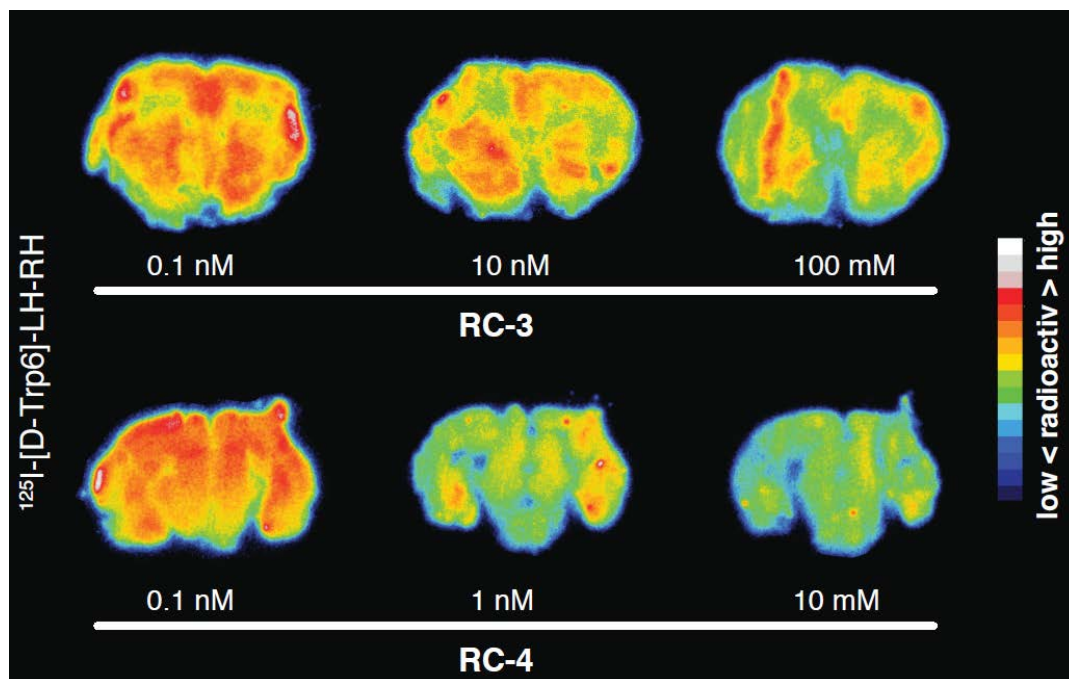 ¹²⁵I-[D-Trp6]-LH-RH
0.1 nM
10 nM
100 mM
RC-3
0.1 nM
1 nM
10 mM
RC-4
low < radioactiv > high